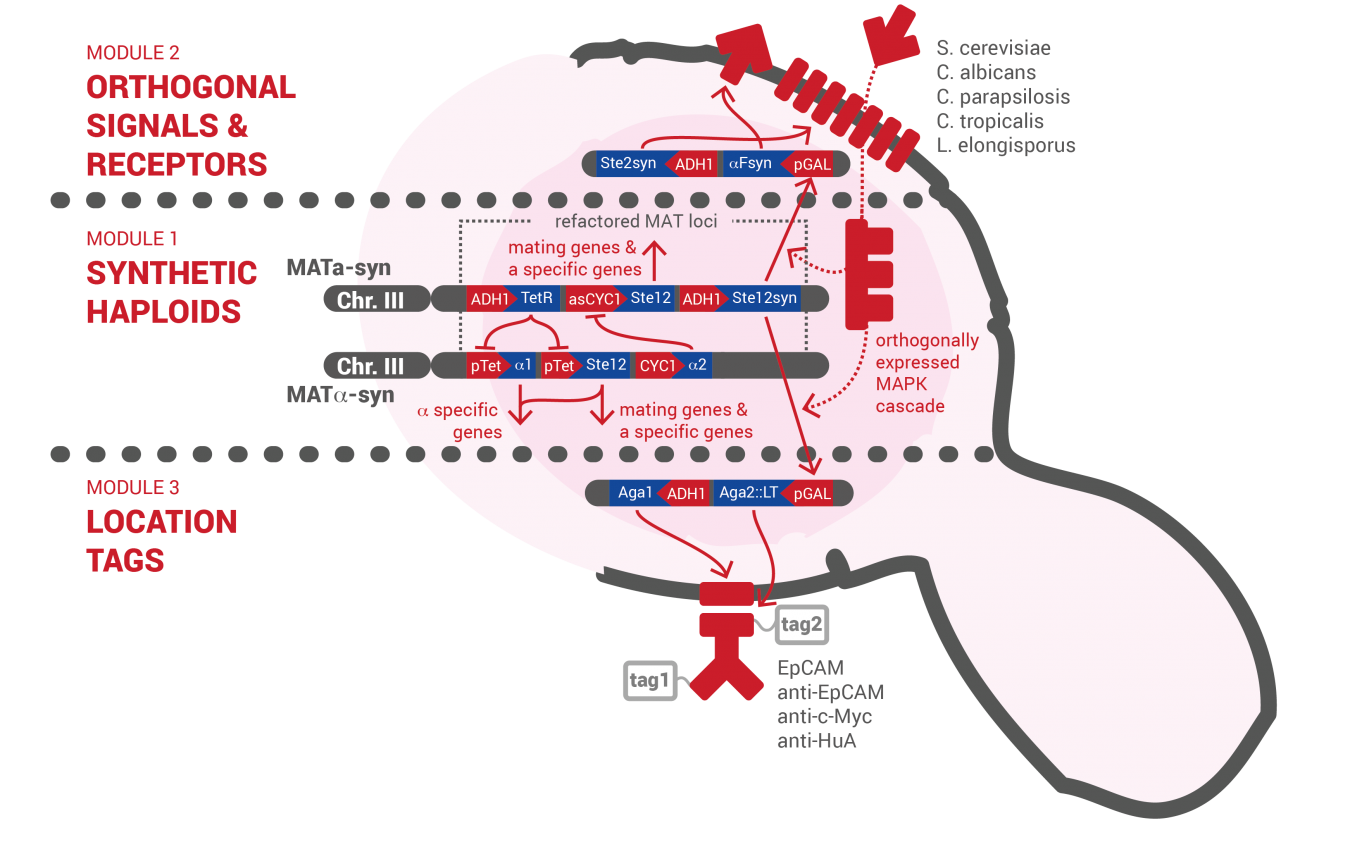 MODULE 2
ORTHOGONAL
SIGNALS &
RECEPTORS
S. cerevisiae
C. albicans
C. parapsilosis
C. tropicalis
L. elongisporus
Ste2syn ADH1 αFsyn pGAL
MODULE 1
SYNTHETIC
HAPLOIDS
refactored MAT loci
mating genes &
a specific genes
MATa-syn
Chr. III ADH1 TetR asCYC1 Ste12 ADH1 Ste12syn
Chr. III pTet α1 pTet Ste12 CYC1 α2
MATα-syn
α specific
genes
mating genes &
a specific genes
orthogonally
expressed
MAPK
cascade
MODULE 3
LOCATION
TAGS
Aga1 ADH1 Aga2::LT pGAL
tag2
tag1
EpCAM
anti-EpCAM
anti-c-Myc
anti-HuA